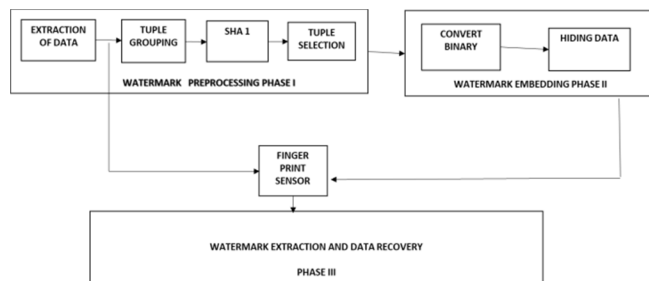 EXTRACTION
OF DATA
TUPLE
GROUPING
SHA 1
TUPLE
SELECTION
WATERMARK PREPROCESSING PHASE I
CONVERT
BINARY
HIDING DATA
WATERMARK EMBEDDING PHASE II
FINGER
PRINT
SENSOR
WATERMARK EXTRACTION AND DATA RECOVERY
PHASE III